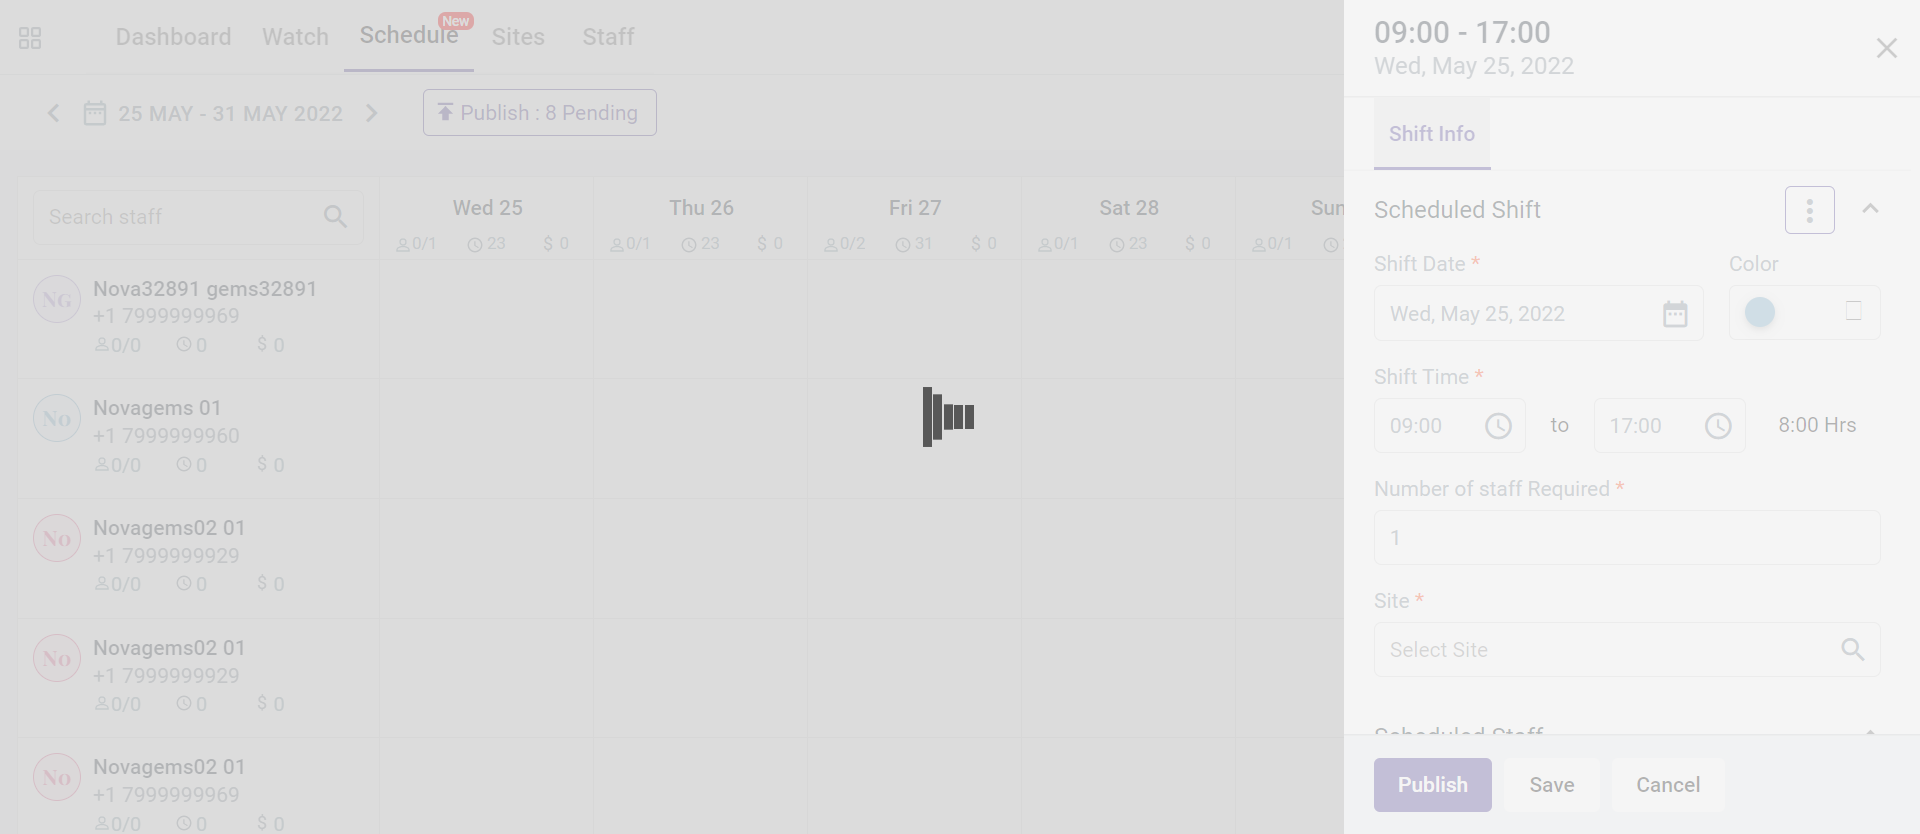 Dashboard
Watch
Schedule
New
Sites
Staff
25 MAY - 31 MAY 2022
Publish : 8 Pending
Search staff
Wed 25
0/1 23 $ 0
Thu 26
0/1 23 $ 0
Fri 27
0/2 31 $ 0
Sat 28
0/1 23 $ 0
Sun
0/1
NG
Nova32891 gems32891
+1 7999999969
0/0 0 $ 0
No
Novagems 01
+1 7999999960
0/0 0 $ 0
No
Novagems02 01
+1 7999999929
0/0 0 $ 0
No
Novagems02 01
+1 7999999929
0/0 0 $ 0
No
Novagems02 01
+1 7999999969
0/0 0 $ 0
09:00 - 17:00
Wed, May 25, 2022
Shift Info
Scheduled Shift
Shift Date *
Color
Wed, May 25, 2022
Shift Time *
09:00 to 17:00 8:00 Hrs
Number of staff Required *
1
Site *
Select Site
Scheduled Staff
Publish
Save
Cancel